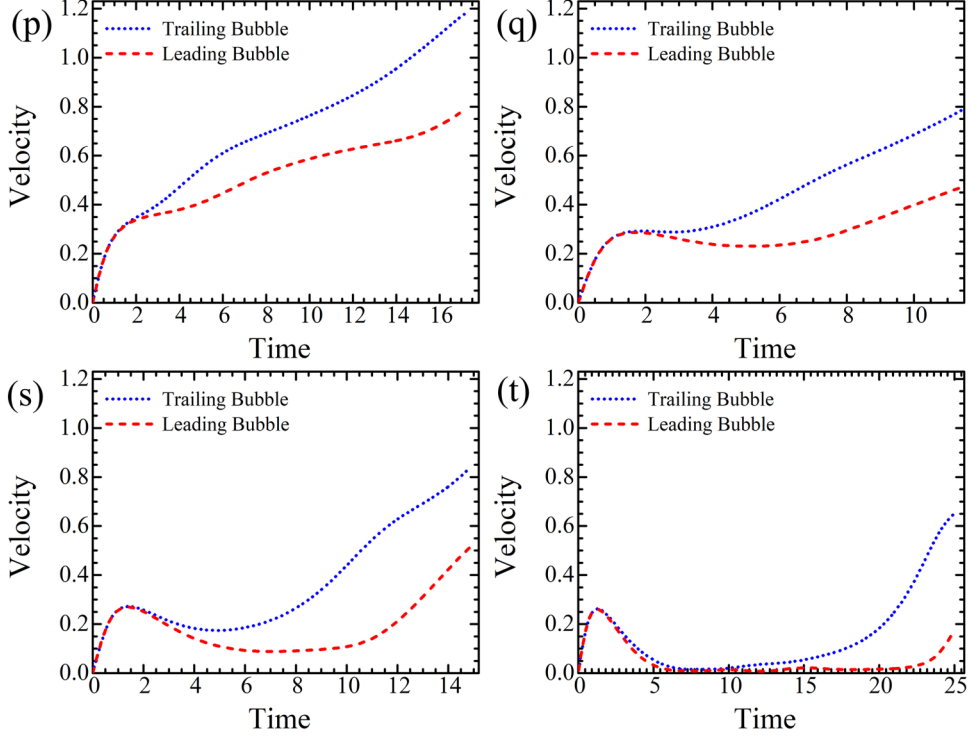 (p)
Trailing Bubble
Leading Bubble
Velocity
1.2
1.0
0.8
0.6
0.4
0.2
0.0
0 2 4 6 8 10 12 14 16
Time
(q)
Trailing Bubble
Leading Bubble
Velocity
1.2
1.0
0.8
0.6
0.4
0.2
0.0
0 2 4 6 8 10
Time
(s)
Trailing Bubble
Leading Bubble
Velocity
1.2
1.0
0.8
0.6
0.4
0.2
0.0
0 2 4 6 8 10 12 14
Time
(t)
Trailing Bubble
Leading Bubble
Velocity
1.2
1.0
0.8
0.6
0.4
0.2
0.0
0 5 10 15 20 25
Time